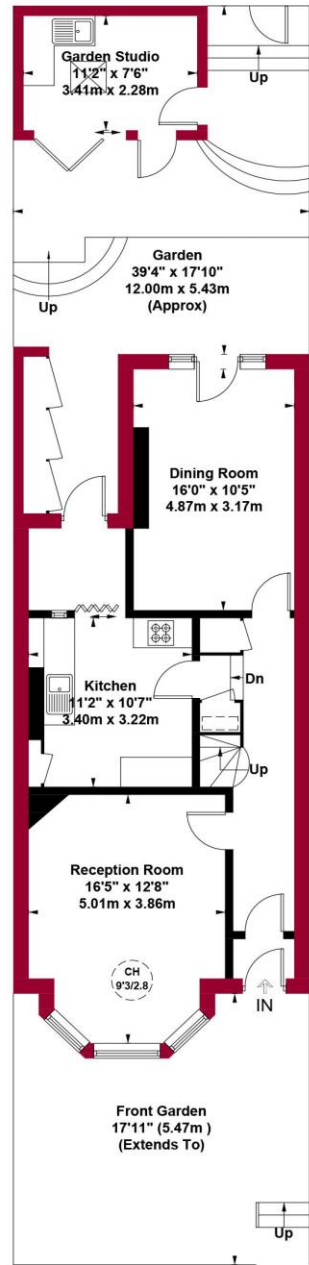 Garden Studio
11'2" x 7'6"
3.41m x 2.28m
Up
Garden
39'4" x 17'10"
12.00m x 5.43m
(Approx)
Up
Dining Room
16'0" x 10'5"
4.87m x 3.17m
Kitchen
11'2" x 10'7"
3.40m x 3.22m
Dn
Up
Reception Room
16'5" x 12'8"
5.01m x 3.86m
CH
9'3/2.8
IN
Front Garden
17'11" (5.47m )
(Extends To)
Up